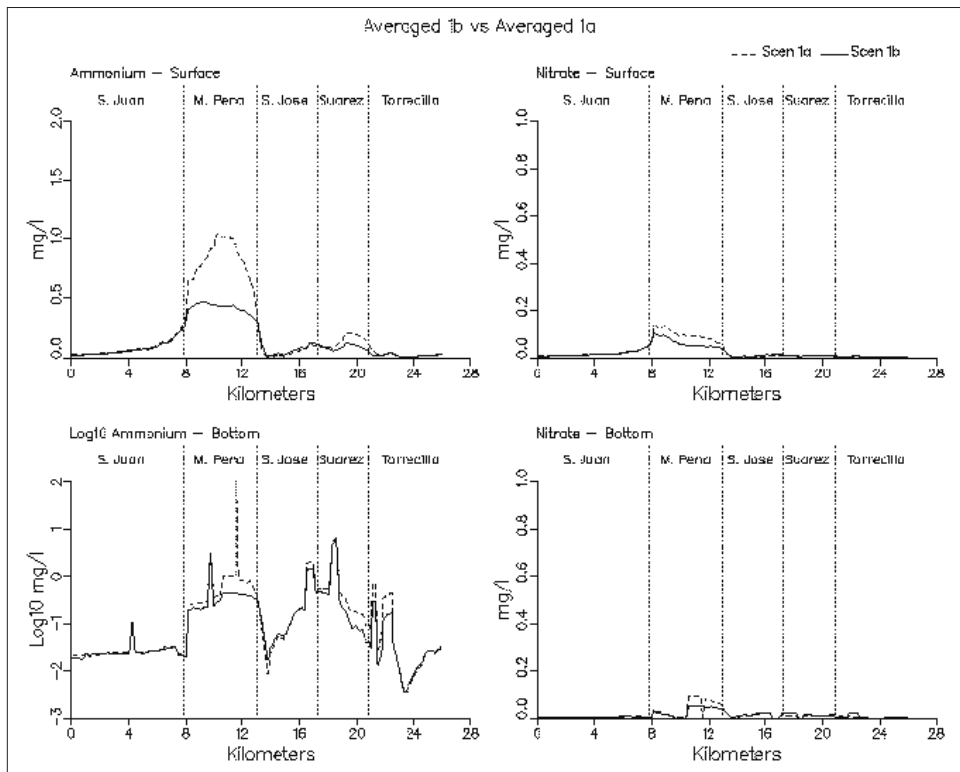 Averaged 1b vs Averaged 1a
Scen 1a Scen 1b
Ammonium – Surface
S. Juan M. Pena S. Jose Suarez Torrecilla
2.0
1.5
1.0
0.5
0.0
mg/l
0 4 8 12 16 20 24 28
Kilometers
Nitrate – Surface
S. Juan M. Pena S. Jose Suarez Torrecilla
1.0
0.8
0.6
0.4
0.2
0.0
mg/l
0 4 8 12 16 20 24 28
Kilometers
Log10 Ammonium – Bottom
S. Juan M. Pena S. Jose Suarez Torrecilla
2
1
0
-1
-2
-3
Log10 mg/l
0 4 8 12 16 20 24 28
Kilometers
Nitrate – Bottom
S. Juan M. Pena S. Jose Suarez Torrecilla
1.0
0.8
0.6
0.4
0.2
0.0
mg/l
0 4 8 12 16 20 24 28
Kilometers